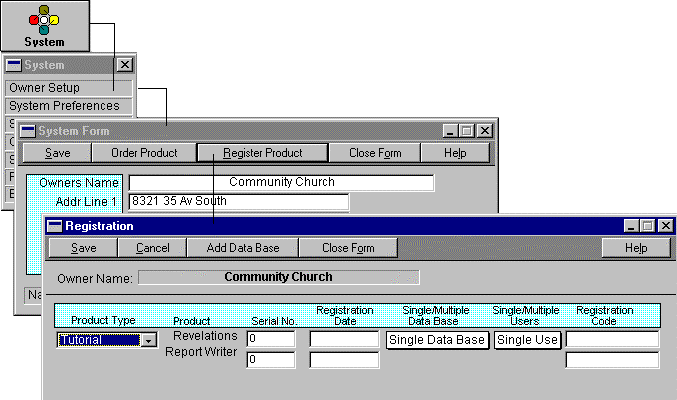 System
System
Owner Setup
System Preferences
System Form
Save Order Product Register Product Close Form Help
Owners Name Community Church
Addr Line 1 8321 35 Av South
Registration
Save Cancel Add Data Base Close Form Help
Owner Name: Community Church
Product Type Product Serial No. Registration Date Single/Multiple Data Base Single/Multiple Users Registration Code
Tutorial Revelations 0 Single Data Base Single Use
Report Writer 0